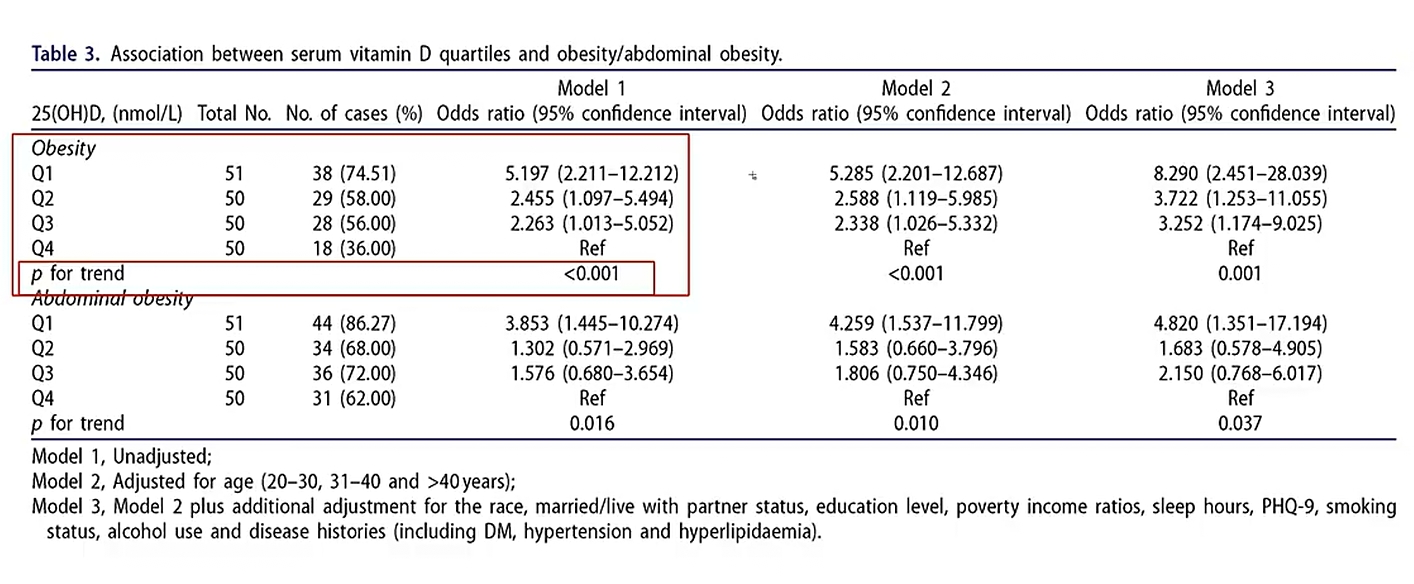 Table 3. Association between serum vitamin D quartiles and obesity/abdominal obesity.
Model 1 Model 2 Model 3
25(OH)D, (nmol/L) Total No. No. of cases (%) Odds ratio (95% confidence interval) Odds ratio (95% confidence interval) Odds ratio (95% confidence interval)
Obesity
Q1 51 38 (74.51) 5.197 (2.211–12.212) 5.285 (2.201–12.687) 8.290 (2.451–28.039)
Q2 50 29 (58.00) 2.455 (1.097–5.494) 2.588 (1.119–5.985) 3.722 (1.253–11.055)
Q3 50 28 (56.00) 2.263 (1.013–5.052) 2.338 (1.026–5.332) 3.252 (1.174–9.025)
Q4 50 18 (36.00) Ref Ref Ref
p for trend <0.001 <0.001 0.001
Abdominal obesity
Q1 51 44 (86.27) 3.853 (1.445–10.274) 4.259 (1.537–11.799) 4.820 (1.351–17.194)
Q2 50 34 (68.00) 1.302 (0.571–2.969) 1.583 (0.660–3.796) 1.683 (0.578–4.905)
Q3 50 36 (72.00) 1.576 (0.680–3.654) 1.806 (0.750–4.346) 2.150 (0.768–6.017)
Q4 50 31 (62.00) Ref Ref Ref
p for trend 0.016 0.010 0.037
Model 1, Unadjusted;
Model 2, Adjusted for age (20–30, 31–40 and >40 years);
Model 3, Model 2 plus additional adjustment for the race, married/live with partner status, education level, poverty income ratios, sleep hours, PHQ-9, smoking
status, alcohol use and disease histories (including DM, hypertension and hyperlipidaemia).